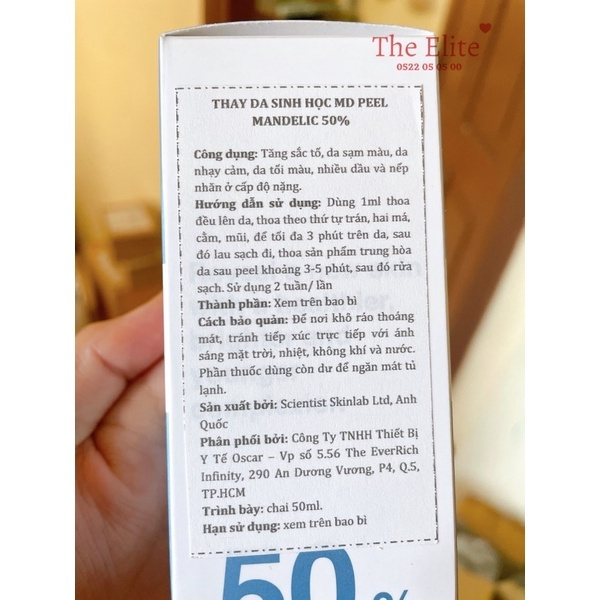 The Elite
0522 05 05 00
THAY DA SINH HỌC MD PEEL
MANDELIC 50%
Công dụng: Tăng sắc tố, da sạm màu, da
nhạy cảm, da tối màu, nhiều dầu và nếp
nhăn ở cấp độ nặng.
Hướng dẫn sử dụng: Dùng 1ml thoa
đều lên da, thoa theo thứ tự trán, hai má,
cằm, mũi, để tối đa 3 phút trên da, sau
đó lau sạch đi, thoa sản phẩm trung hòa
da sau peel khoảng 3-5 phút, sau đó rửa
sạch. Sử dụng 2 tuần/ lần
Thành phần: Xem trên bao bì
Cách bảo quản: Để nơi khô ráo thoáng
mát, tránh tiếp xúc trực tiếp với ánh
sáng mặt trời, nhiệt, không khí và nước.
Phần thuốc dùng còn dư để ngăn mát tủ
lạnh.
Sản xuất bởi: Scientist Skinlab Ltd, Anh
Quốc
Phân phối bởi: Công Ty TNHH Thiết Bị
Y Tế Oscar – Vp số 5.56 The EverRich
Infinity, 290 An Dương Vương, P4, Q.5,
TP.HCM
Trình bày: chai 50ml.
Hạn sử dụng: xem trên bao bì
50%